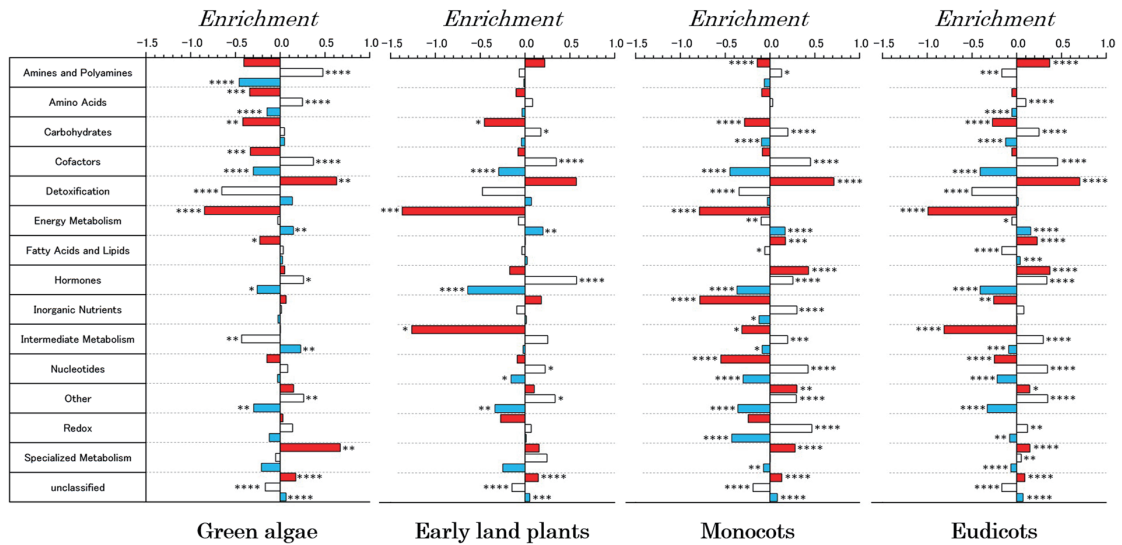 Enrichment Enrichment Enrichment Enrichment
−1.5 −1.0 −0.5 0.0 0.5 1.0 −1.5 −1.0 −0.5 0.0 0.5 1.0 −1.5 −1.0 −0.5 0.0 0.5 1.0 −1.5 −1.0 −0.5 0.0 0.5 1.0
Amines and Polyamines
Amino Acids
Carbohydrates
Cofactors
Detoxification
Energy Metabolism
Fatty Acids and Lipids
Hormones
Inorganic Nutrients
Intermediate Metabolism
Nucleotides
Other
Redox
Specialized Metabolism
unclassified
Green algae Early land plants Monocots Eudicots